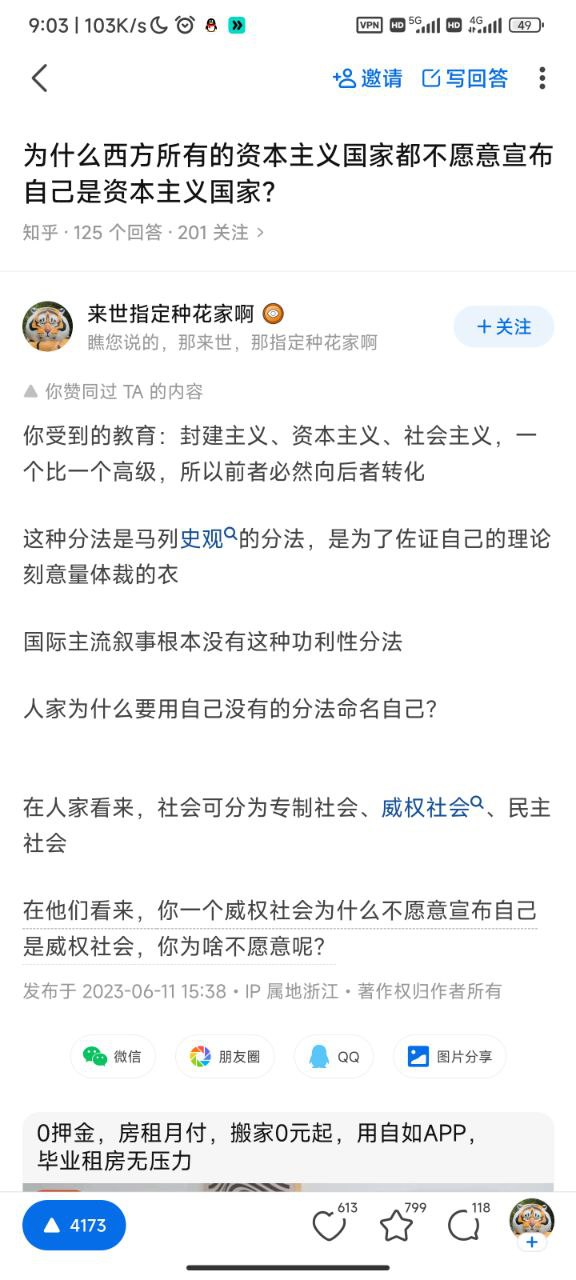 9:03 | 103K/s
VPN HD 5G HD 4G 49
邀请 写回答
为什么西方所有的资本主义国家都不愿意宣布
自己是资本主义国家？
知乎 · 125 个回答 · 201 关注 >
来世指定种花家啊
瞧您说的，那来世，那指定种花家啊
+关注
你赞同过 TA 的内容
你受到的教育：封建主义、资本主义、社会主义，一
个比一个高级，所以前者必然向后者转化
这种分法是马列史观的分法，是为了佐证自己的理论
刻意量体裁的衣
国际主流叙事根本没有这种功利性分法
人家为什么要用自己没有的分法命名自己？
在人家看来，社会可分为专制社会、威权社会、民主
社会
在他们看来，你一个威权社会为什么不愿意宣布自己
是威权社会，你为啥不愿意呢？
发布于 2023-06-11 15:38 · IP 属地浙江 · 著作权归作者所有
微信 朋友圈 QQ 图片分享
0押金，房租月付，搬家0元起，用自如APP，
毕业租房无压力
4173 613 799 118